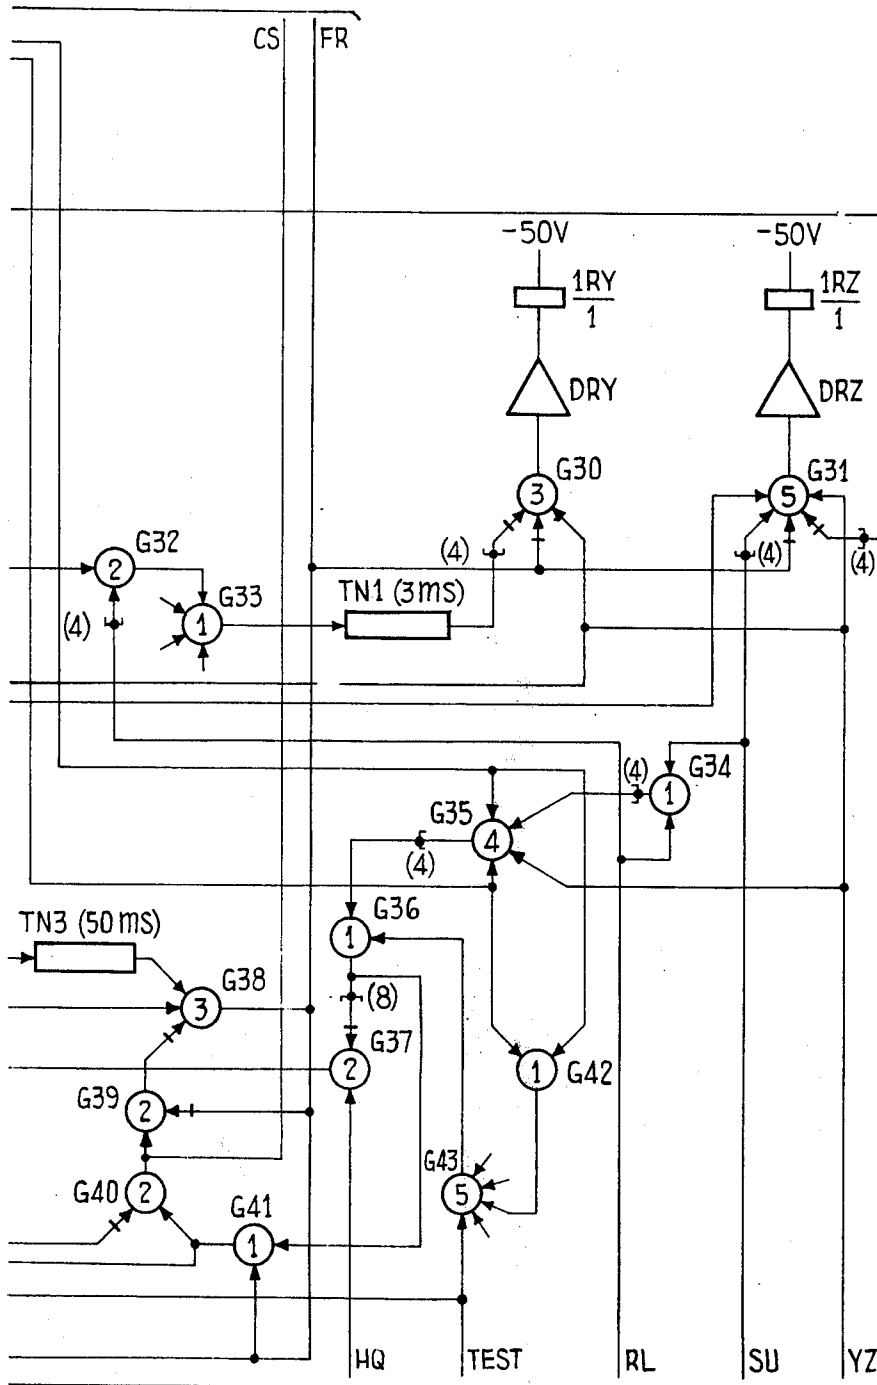 CS FR
-50V -50V
1RY
1
1RZ
1
DRY DRZ
G30 G31
3 5
G32
2
(4) (4) (4)
G33
TN1 (3MS)
1
(4)
(4) G34
1
G35
4
(4)
G36
1
TN3 (50 MS)
G38
3
(8)
G37
2
1 G42
G39
2
G43
5
G40 2
G41
1
HQ TEST RL SU YZ